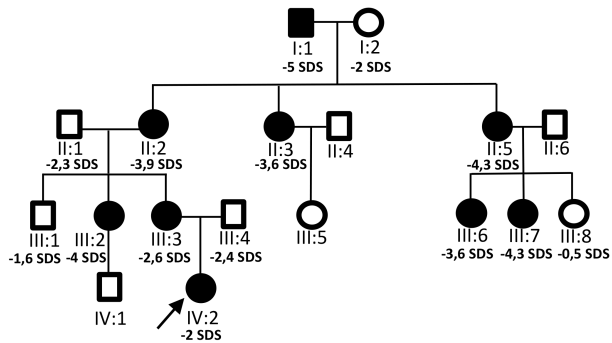 I:1 I:2
-5 SDS -2 SDS
II:1 II:2 II:3 II:4 II:5 II:6
-2,3 SDS -3,9 SDS -3,6 SDS -4,3 SDS
III:1 III:2 III:3 III:4 III:5 III:6 III:7 III:8
-1,6 SDS -4 SDS -2,6 SDS -2,4 SDS -3,6 SDS -4,3 SDS -0,5 SDS
IV:1 IV:2
-2 SDS